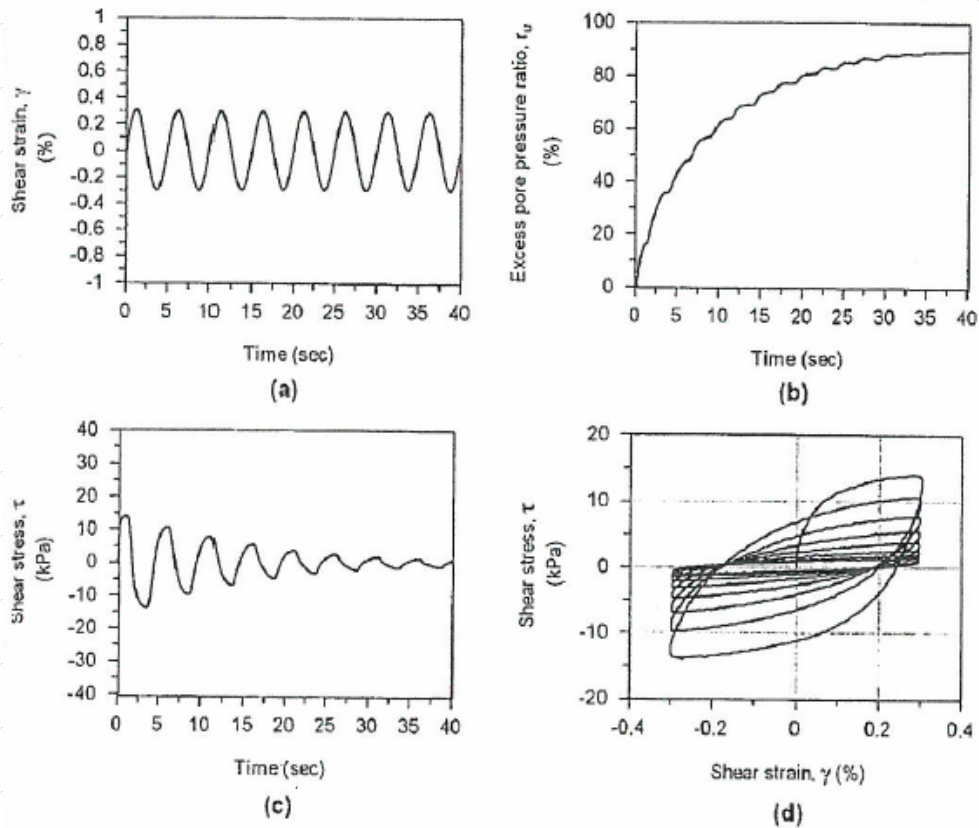 1
0.8
0.6
0.4
0.2
0
-0.2
-0.4
-0.6
-0.8
-1
Shear strain, γ
(%)
0 5 10 15 20 25 30 35 40
Time (sec)
(a)
100
80
60
40
20
0
Excess pore pressure ratio, ru
(%)
0 5 10 15 20 25 30 35 40
Time (sec)
(b)
40
30
20
10
0
-10
-20
-30
-40
Shear stress, τ
(kPa)
0 5 10 15 20 25 30 35 40
Time (sec)
(c)
20
10
0
-10
-20
Shear stress, τ
(kPa)
-0.4 -0.2 0 0.2 0.4
Shear strain, γ (%)
(d)